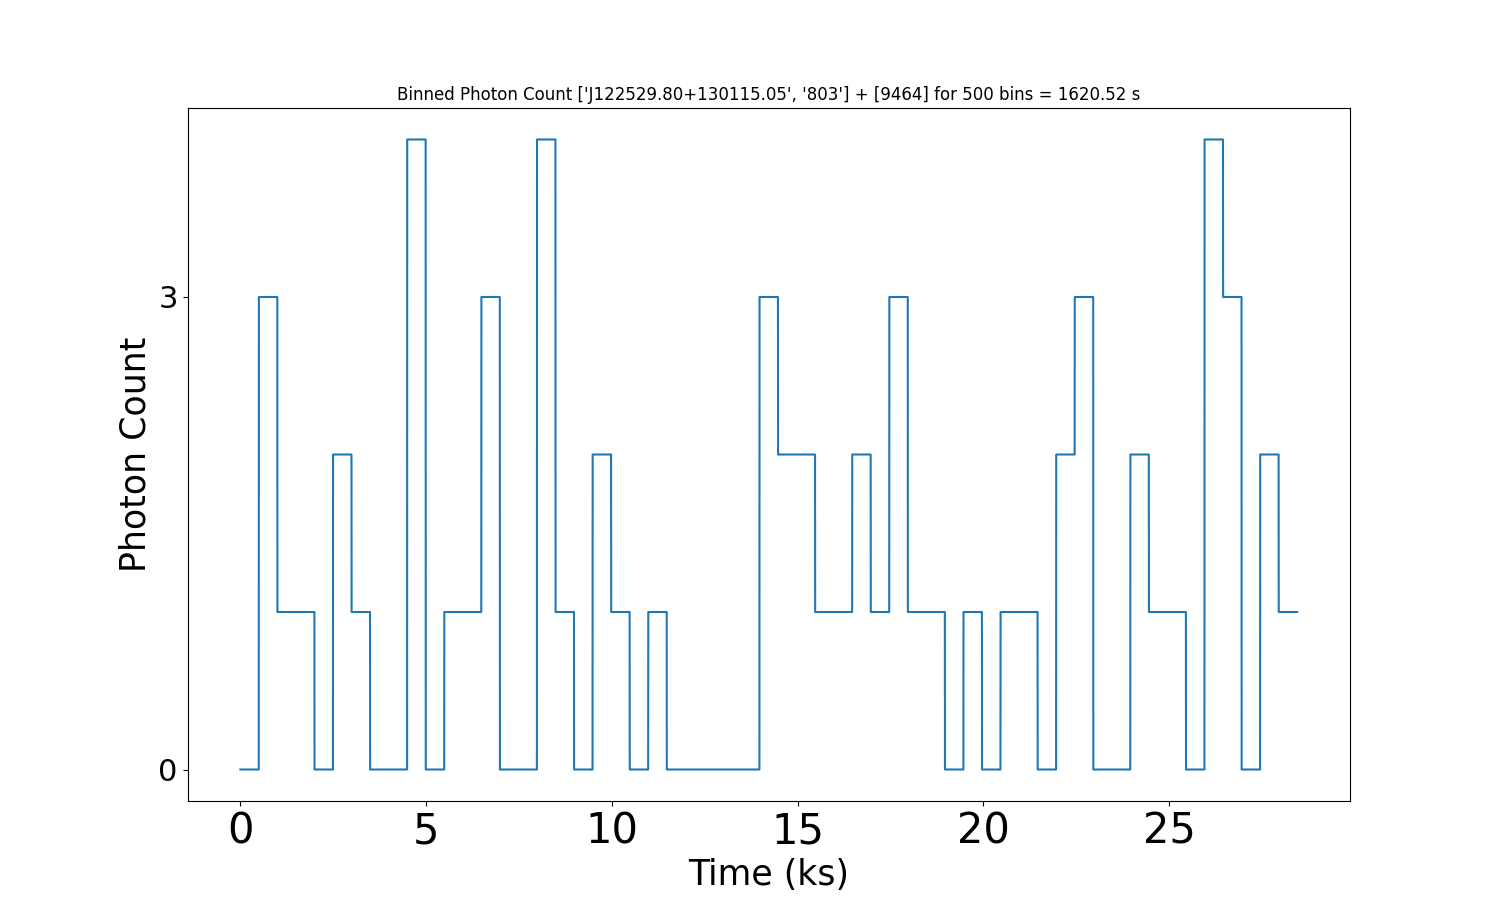 Binned Photon Count ['J122529.80+130115.05', '803'] + [9464] for 500 bins = 1620.52 s
3
Photon Count
0
0 5 10 15 20 25
Time (ks)